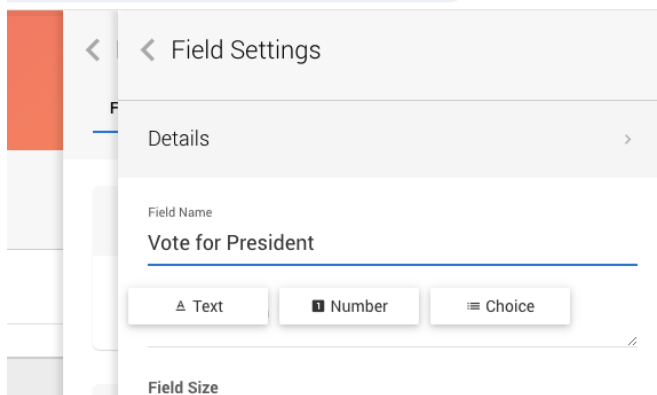 Field Settings
F
Details
Field Name
Vote for President
Text
Number
Choice
Field Size